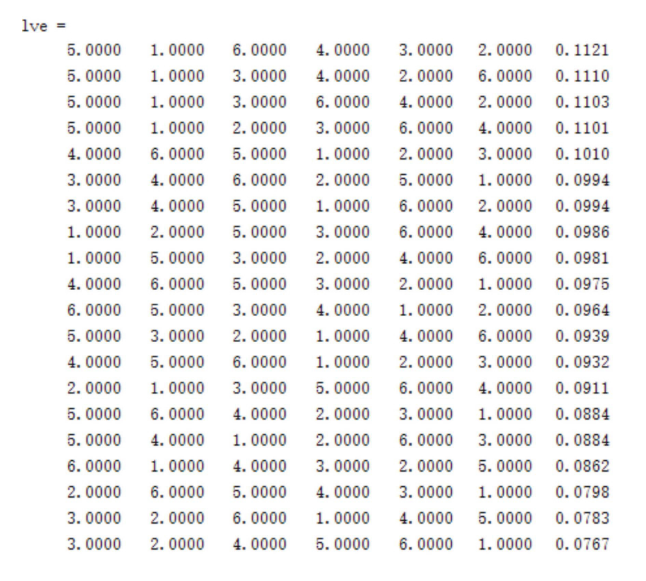 lve =
5.0000 1.0000 6.0000 4.0000 3.0000 2.0000 0.1121
5.0000 1.0000 3.0000 4.0000 2.0000 6.0000 0.1110
5.0000 1.0000 3.0000 6.0000 4.0000 2.0000 0.1103
5.0000 1.0000 2.0000 3.0000 6.0000 4.0000 0.1101
4.0000 6.0000 5.0000 1.0000 2.0000 3.0000 0.1010
3.0000 4.0000 6.0000 2.0000 5.0000 1.0000 0.0994
3.0000 4.0000 5.0000 1.0000 6.0000 2.0000 0.0994
1.0000 2.0000 5.0000 3.0000 6.0000 4.0000 0.0986
1.0000 5.0000 3.0000 2.0000 4.0000 6.0000 0.0981
4.0000 6.0000 5.0000 3.0000 2.0000 1.0000 0.0975
6.0000 5.0000 3.0000 4.0000 1.0000 2.0000 0.0964
5.0000 3.0000 2.0000 1.0000 4.0000 6.0000 0.0939
4.0000 5.0000 6.0000 1.0000 2.0000 3.0000 0.0932
2.0000 1.0000 3.0000 5.0000 6.0000 4.0000 0.0911
5.0000 6.0000 4.0000 2.0000 3.0000 1.0000 0.0884
5.0000 4.0000 1.0000 2.0000 6.0000 3.0000 0.0884
6.0000 1.0000 4.0000 3.0000 2.0000 5.0000 0.0862
2.0000 6.0000 5.0000 4.0000 3.0000 1.0000 0.0798
3.0000 2.0000 6.0000 1.0000 4.0000 5.0000 0.0783
3.0000 2.0000 4.0000 5.0000 6.0000 1.0000 0.0767